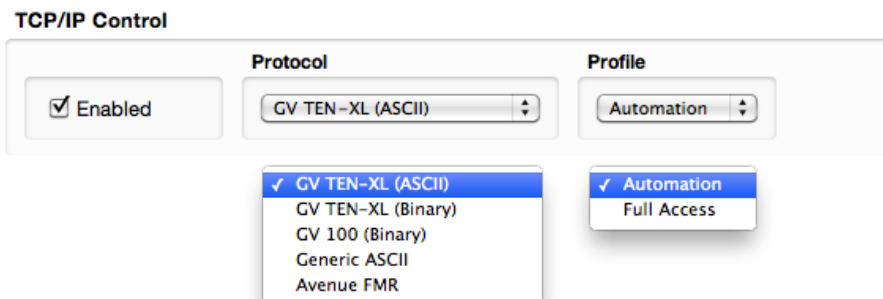 TCP/IP Control
Protocol Profile
Enabled GV TEN-XL (ASCII) Automation
✓ GV TEN-XL (ASCII) ✓ Automation
GV TEN-XL (Binary) Full Access
GV 100 (Binary)
Generic ASCII
Avenue FMR